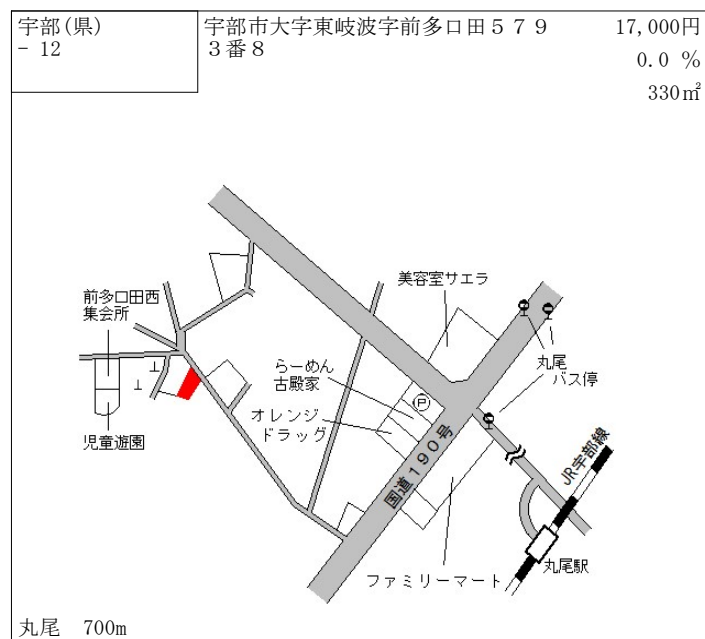 宇部(県)
- 12
宇部市大字東岐波字前多口田５７９
３番８
17,000円
0.0 %
330㎡
美容室サエラ
前多口田西
集会所
丸尾
バス停
らーめん
古殿家
P
オレンジ
ドラッグ
児童遊園
国道１９０号
JR宇部線
ファミリーマート
丸尾駅
丸尾 700m